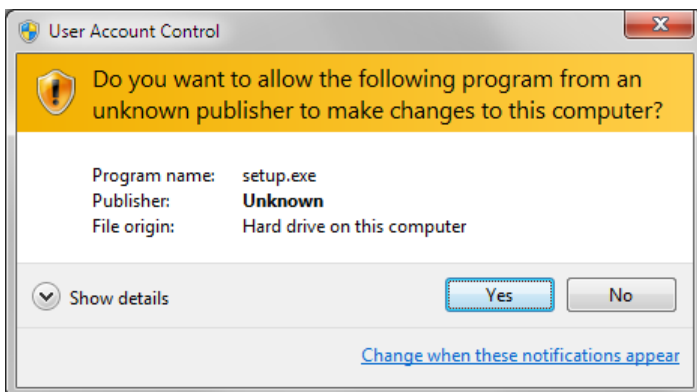 User Account Control
Do you want to allow the following program from an
unknown publisher to make changes to this computer?
Program name: setup.exe
Publisher: Unknown
File origin: Hard drive on this computer
Show details
Yes
No
Change when these notifications appear